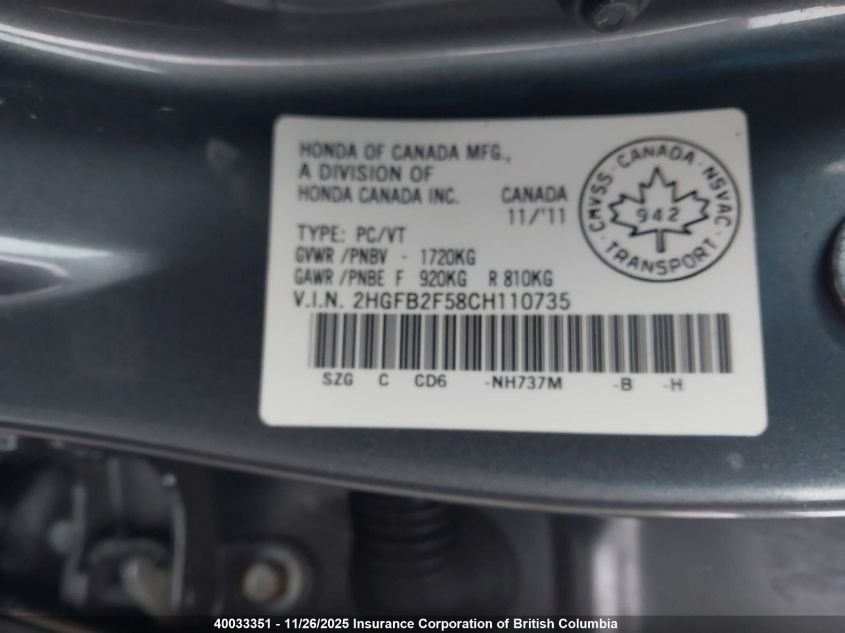 HONDA OF CANADA MFG.,
A DIVISION OF
HONDA CANADA INC.
CANADA
11/'11
TYPE: PC/VT
GVWR /PNBV - 1720KG
GAWR /PNBE F 920KG R 810KG
V.I.N. 2HGFB2F58CH110735
SZG C CD6 -NH737M -B -H
CMVSS · CANADA · NSVAC · TRANSPORT ·
942
40033351 - 11/26/2025 Insurance Corporation of British Columbia